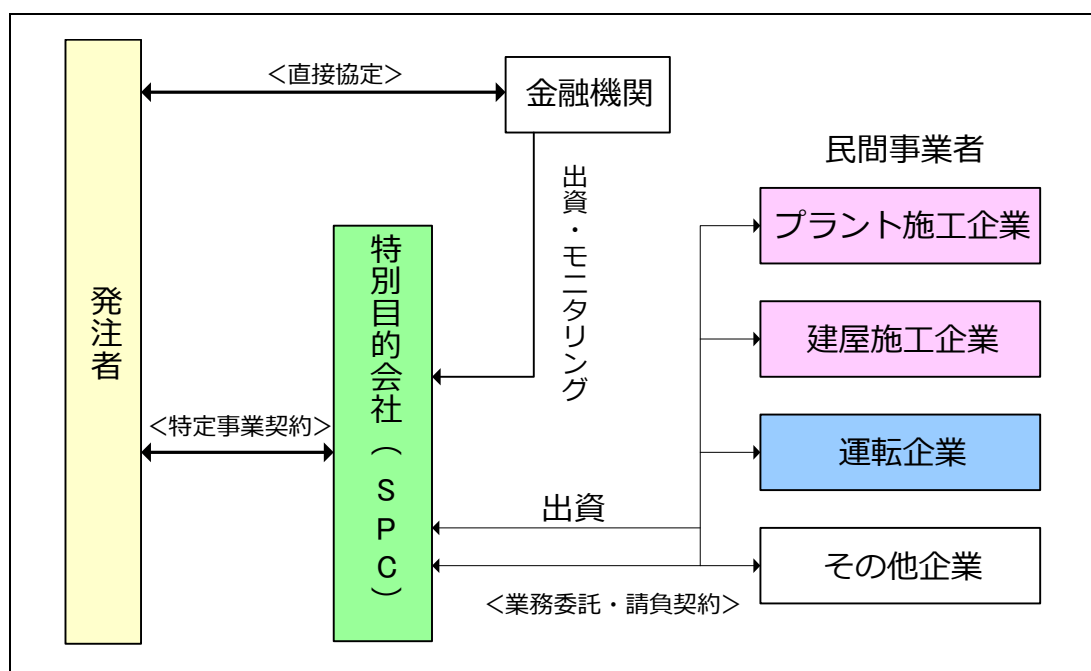 ＜直接協定＞
金融機関
民間事業者
出資・モニタリング
プラント施工企業
特別目的会社（ＳＰＣ）
発注者
建屋施工企業
＜特定事業契約＞
運転企業
出資
その他企業
＜業務委託・請負契約＞